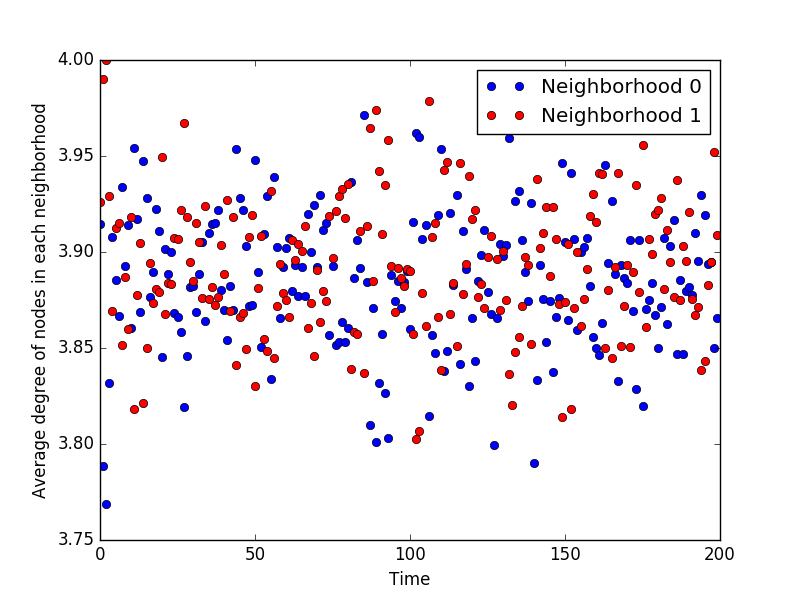 4.00
3.95
3.90
3.85
3.80
3.75
0
50
100
150
200
Time
Average degree of nodes in each neighborhood
Neighborhood 0
Neighborhood 1